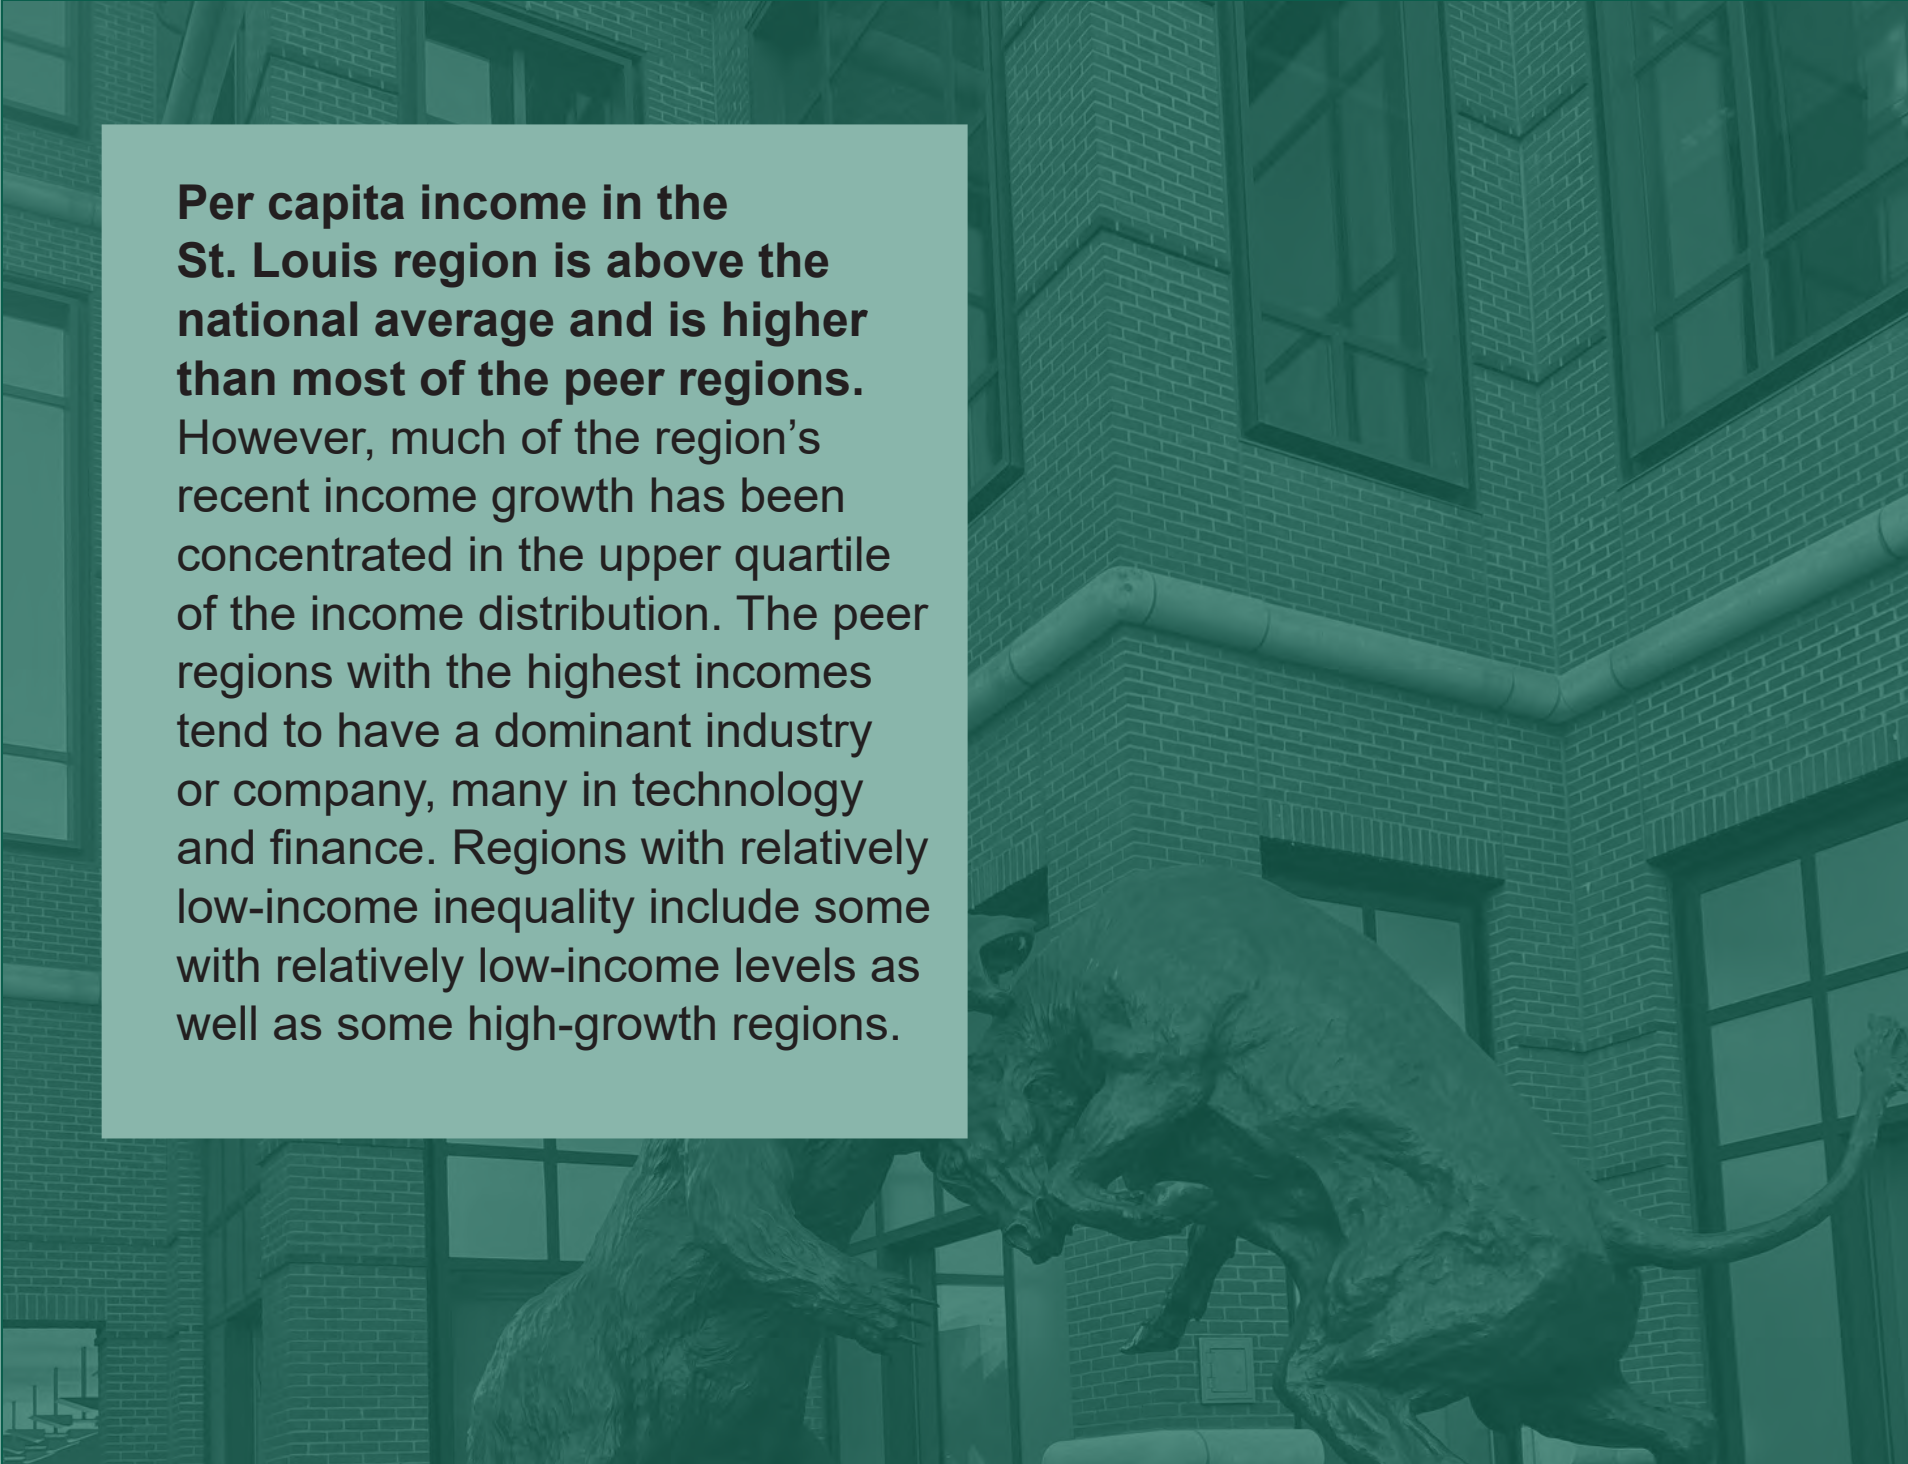 Per capita income in the
St. Louis region is above the
national average and is higher
than most of the peer regions.
However, much of the region’s
recent income growth has been
concentrated in the upper quartile
of the income distribution. The peer
regions with the highest incomes
tend to have a dominant industry
or company, many in technology
and finance. Regions with relatively
low-income inequality include some
with relatively low-income levels as
well as some high-growth regions.